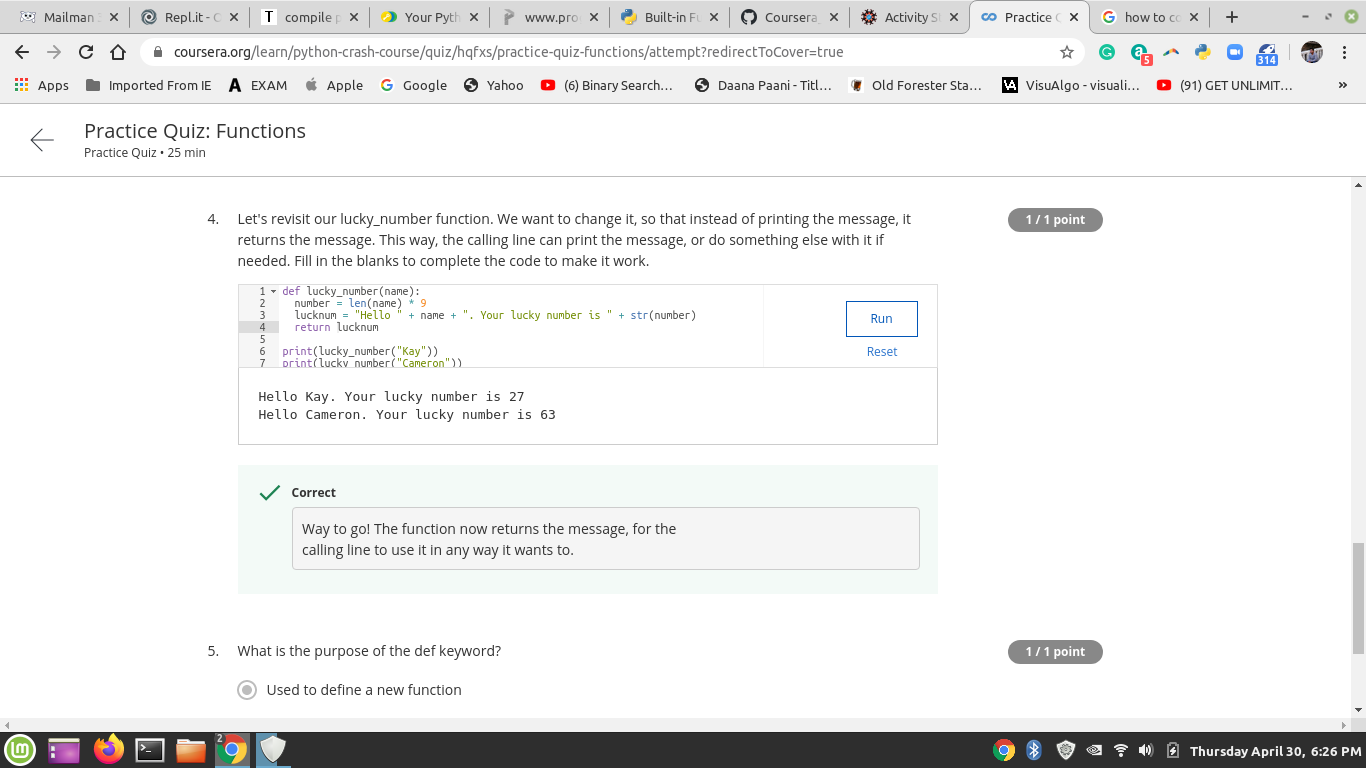 Mailman
Repl.it - C
compile p
Your Pyth
www.pro
Built-in Fu
Coursera
Activity S
Practice Q
how to co
coursera.org/learn/python-crash-course/quiz/hqfxs/practice-quiz-functions/attempt?redirectToCover=true
5
314
Apps
Imported From IE
EXAM
Apple
Google
Yahoo
(6) Binary Search...
Daana Paani - Titl...
Old Forester Sta...
VisuAlgo - visuali...
(91) GET UNLIMIT...
»
Practice Quiz: Functions
Practice Quiz • 25 min
4. Let's revisit our lucky_number function. We want to change it, so that instead of printing the message, it
returns the message. This way, the calling line can print the message, or do something else with it if
needed. Fill in the blanks to complete the code to make it work.
1 / 1 point
1 def lucky_number(name):
2 number = len(name) * 9
3 lucknum = "Hello " + name + ". Your lucky number is " + str(number)
4 return lucknum
5
6 print(lucky_number("Kay"))
7 print(lucky_number("Cameron"))
Run
Reset
Hello Kay. Your lucky number is 27
Hello Cameron. Your lucky number is 63
Correct
Way to go! The function now returns the message, for the
calling line to use it in any way it wants to.
5. What is the purpose of the def keyword?
1 / 1 point
Used to define a new function
2
Thursday April 30, 6:26 PM